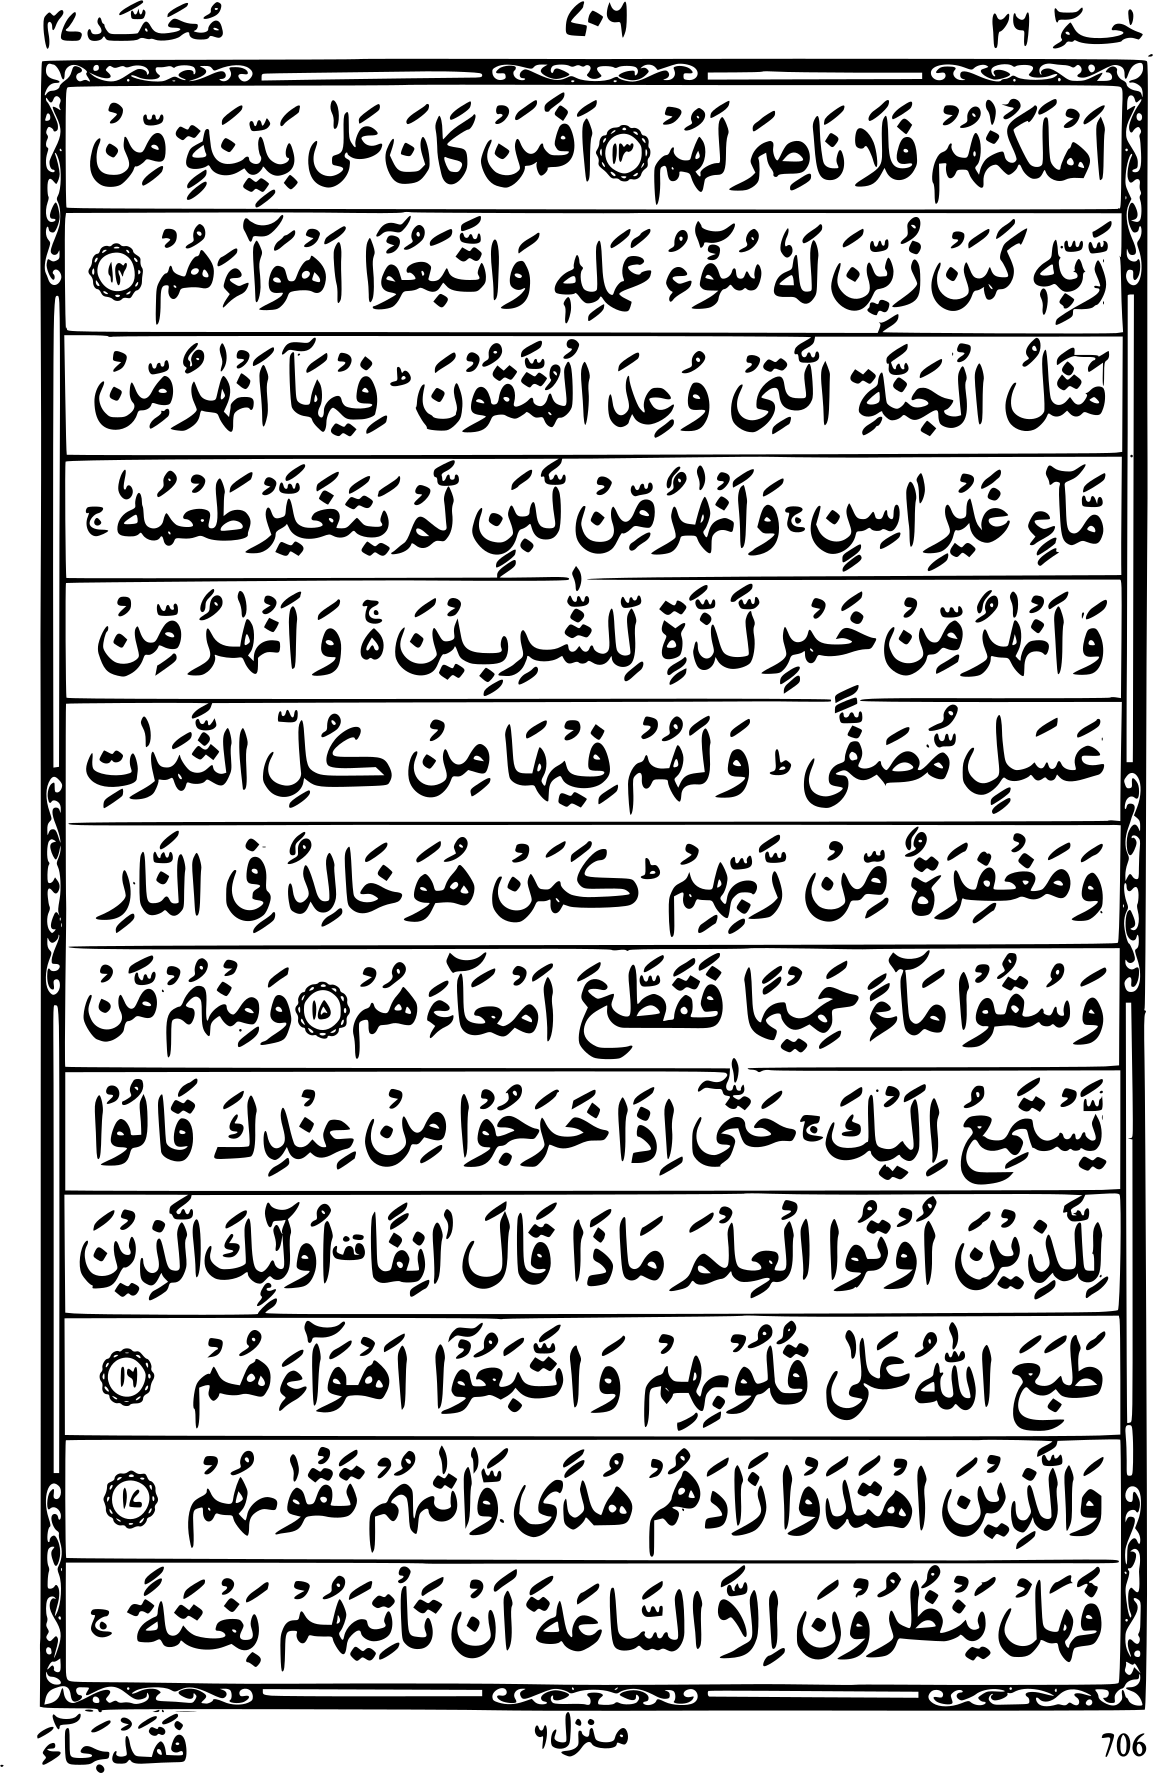 حٰمٓ ٢٦ ٧٠٦ مُحَمَّد ٤٧
اَهْلَكْنٰهُمْ فَلَا نَاصِرَ لَهُمْ ﴿١٣﴾ اَفَمَنْ كَانَ عَلٰى بَيِّنَةٍ مِّنْ
رَّبِّهٖ كَمَنْ زُيِّنَ لَهٗ سُوْٓءُ عَمَلِهٖ وَاتَّبَعُوْٓا اَهْوَآءَهُمْ ﴿١٤﴾
مَثَلُ الْجَنَّةِ الَّتِىْ وُعِدَ الْمُتَّقُوْنَ ؕ فِيْهَآ اَنْهٰرٌ مِّنْ
مَّآءٍ غَيْرِ اٰسِنٍ ۚ وَاَنْهٰرٌ مِّنْ لَّبَنٍ لَّمْ يَتَغَيَّرْ طَعْمُهٗ ۚ
وَاَنْهٰرٌ مِّنْ خَمْرٍ لَّذَّةٍ لِّلشّٰرِبِيْنَ ۵ۚ وَاَنْهٰرٌ مِّنْ
عَسَلٍ مُّصَفًّى ؕ وَلَهُمْ فِيْهَا مِنْ كُلِّ الثَّمَرٰتِ
وَمَغْفِرَةٌ مِّنْ رَّبِّهِمْ ؕ كَمَنْ هُوَ خَالِدٌ فِى النَّارِ
وَسُقُوْا مَآءً حَمِيْمًا فَقَطَّعَ اَمْعَآءَهُمْ ﴿١٥﴾ وَمِنْهُمْ مَّنْ
يَّسْتَمِعُ اِلَيْكَ ۚ حَتّٰىٓ اِذَا خَرَجُوْا مِنْ عِنْدِكَ قَالُوْا
لِلَّذِيْنَ اُوْتُوا الْعِلْمَ مَاذَا قَالَ اٰنِفًا قف اُولٰٓئِكَ الَّذِيْنَ
طَبَعَ اللّٰهُ عَلٰى قُلُوْبِهِمْ وَاتَّبَعُوْٓا اَهْوَآءَهُمْ ﴿١٦﴾
وَالَّذِيْنَ اهْتَدَوْا زَادَهُمْ هُدًى وَّاٰتٰىهُمْ تَقْوٰىهُمْ ﴿١٧﴾
فَهَلْ يَنْظُرُوْنَ اِلَّا السَّاعَةَ اَنْ تَاْتِيَهُمْ بَغْتَةً ۚ
706 منزل ٦ فَقَدْ جَآءَ